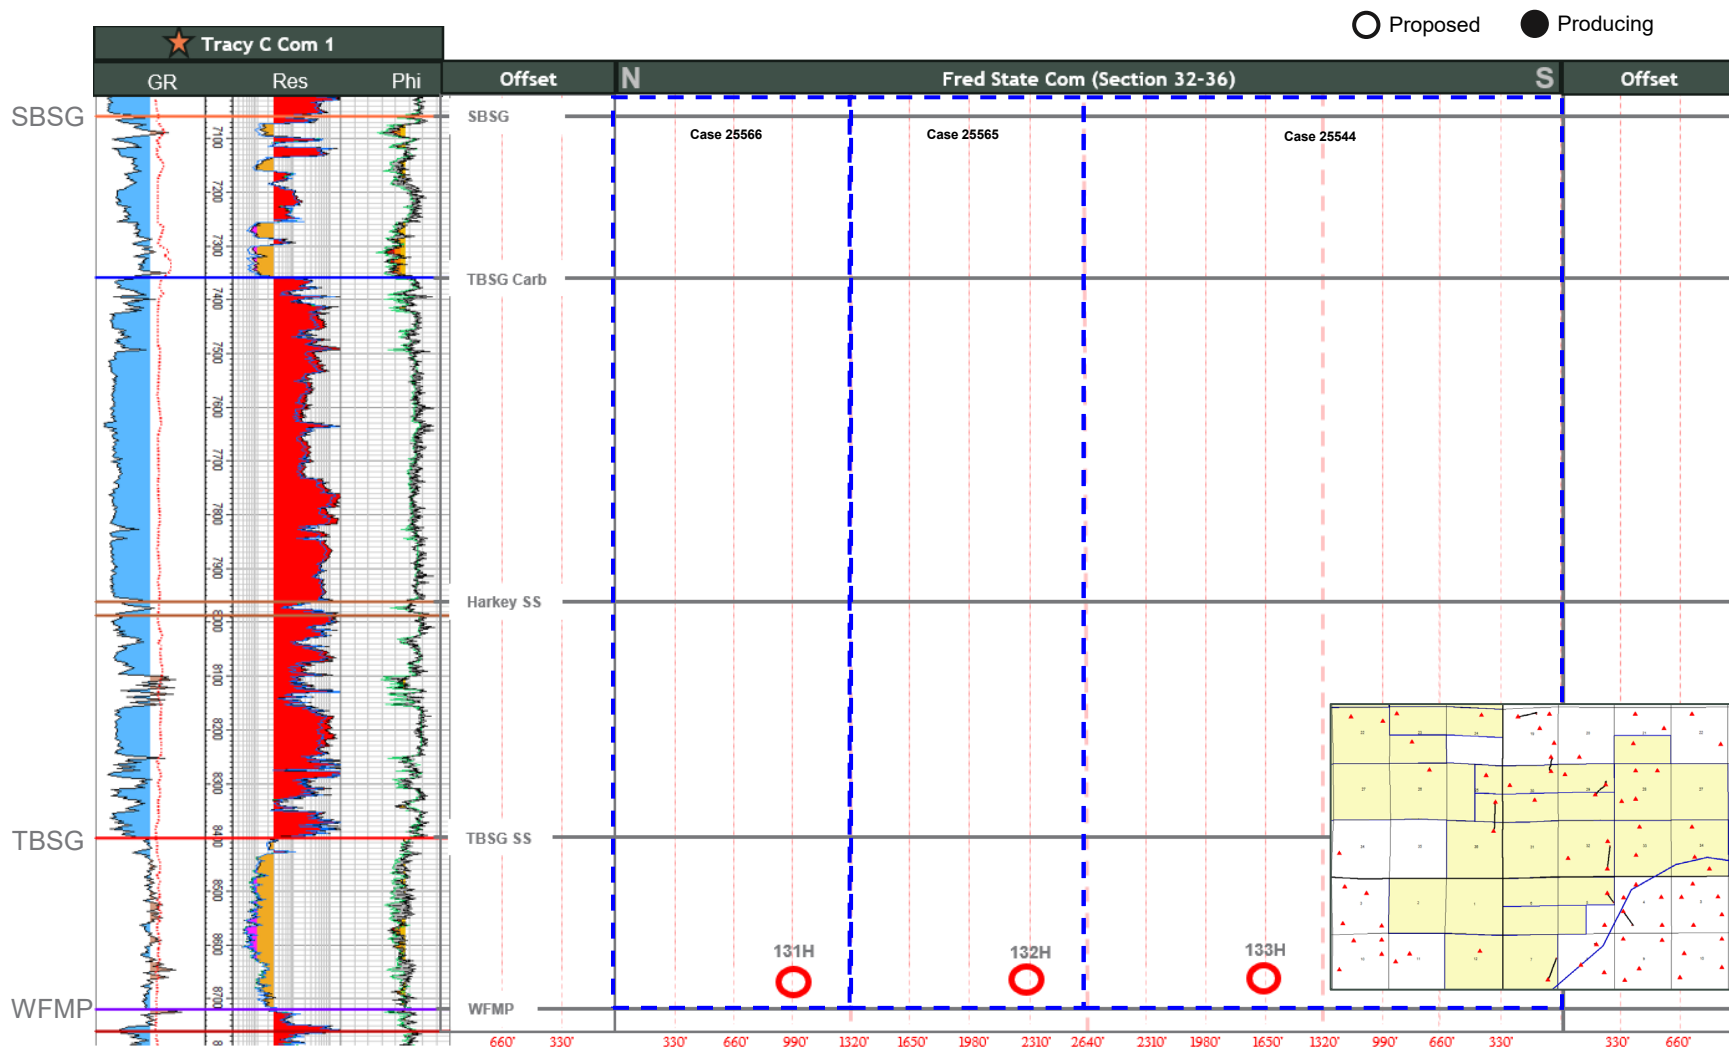 Proposed
Producing
Tracy C Com 1
GR
Res
Phi
Offset
N
Fred State Com (Section 32-36)
S
Offset
SBSG
SBSG
7100
Case 25566
Case 25565
Case 25544
7200
7300
TBSG Carb
7400
7500
7600
7700
7800
7900
Harkey SS
8000
8100
8200
8300
TBSG
TBSG SS
8500
8600
131H
132H
133H
8700
WFMP
WFMP
660'
330'
330'
660'
990'
1320'
1650'
1980'
2310'
2640'
2310'
1980'
1650'
1320'
990'
660'
330'
330'
660'